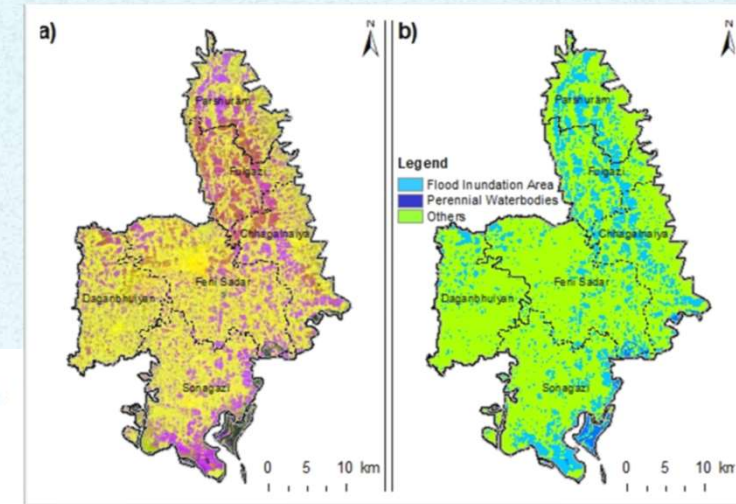 a)
N
Parshuram
Fulgazi
Chhagalnaiya
Feni Sadar
Daganbhuiyan
Sonagazi
0 5 10 km
b)
N
Legend
Flood Inundation Area
Perennial Waterbodies
Others
Parshuram
Fulgazi
Chhagalnaiya
Feni Sadar
Daganbhuiyan
Sonagazi
0 5 10 km